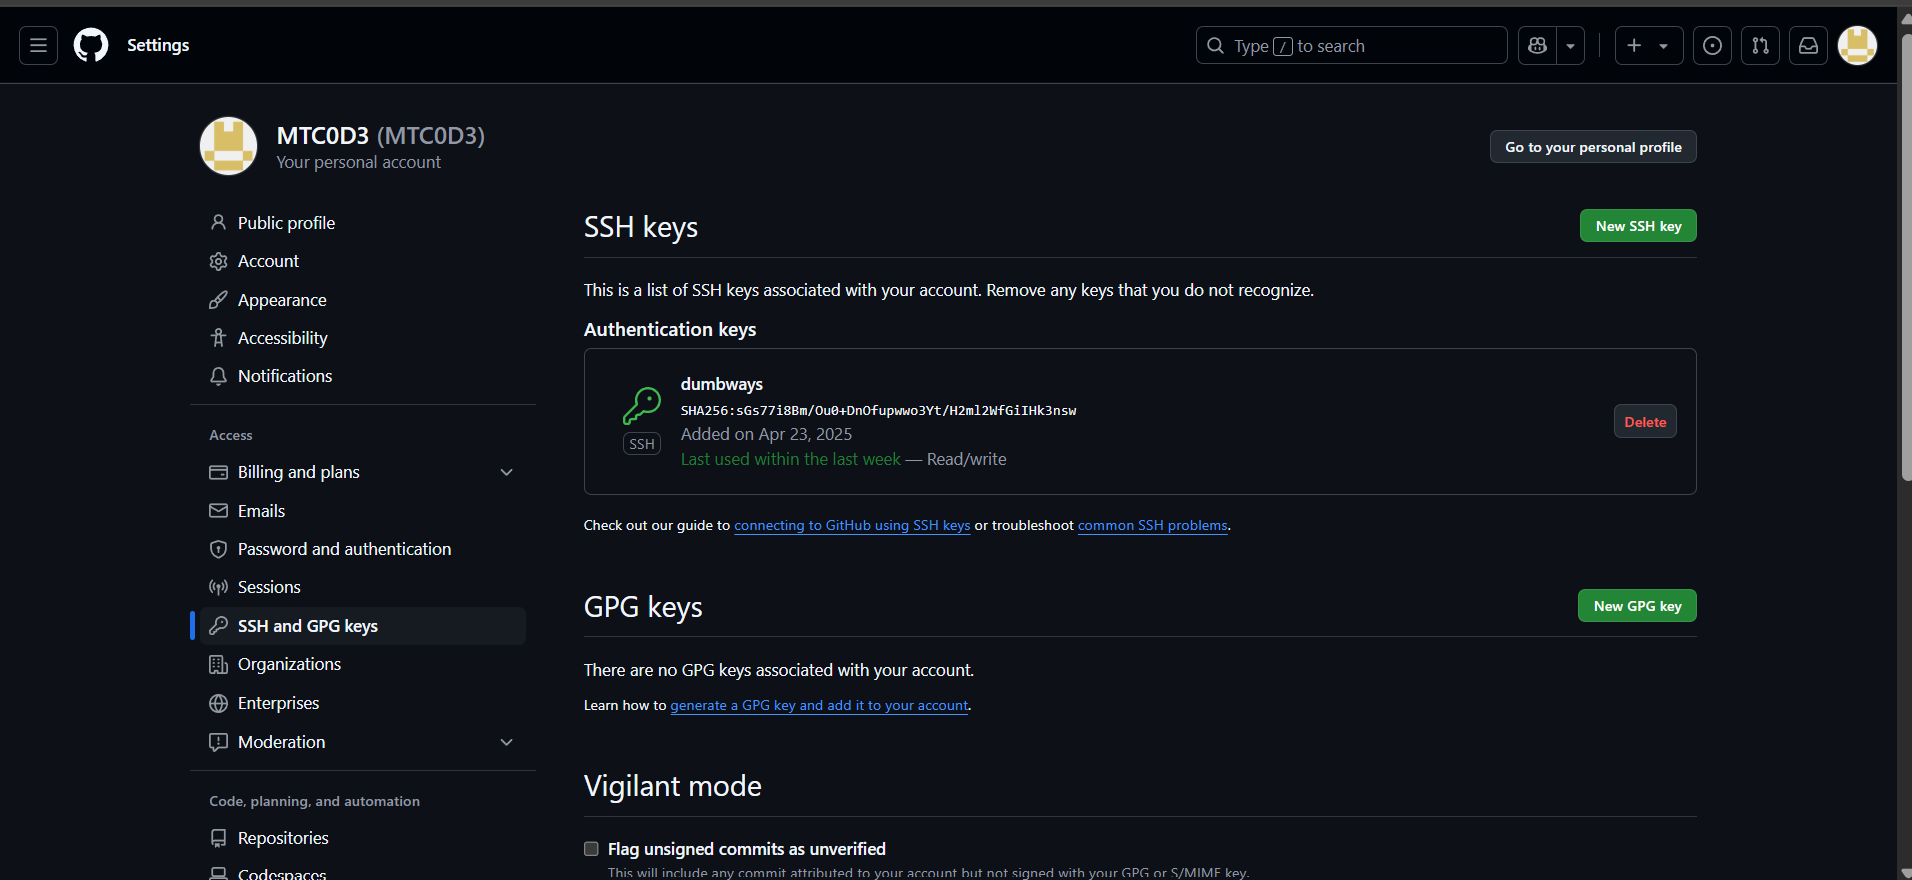 Settings
Type / to search
MTC0D3 (MTC0D3)
Your personal account
Go to your personal profile
Public profile
Account
Appearance
Accessibility
Notifications
Access
Billing and plans
Emails
Password and authentication
Sessions
SSH and GPG keys
Organizations
Enterprises
Moderation
Code, planning, and automation
Repositories
Codespaces
SSH keys
New SSH key
This is a list of SSH keys associated with your account. Remove any keys that you do not recognize.
Authentication keys
dumbways
SHA256:sGs77i8Bm/Ou0+DnOfupwwo3Yt/H2ml2WfGiIHk3nsw
Added on Apr 23, 2025
Last used within the last week — Read/write
SSH
Delete
Check out our guide to connecting to GitHub using SSH keys or troubleshoot common SSH problems.
GPG keys
New GPG key
There are no GPG keys associated with your account.
Learn how to generate a GPG key and add it to your account.
Vigilant mode
Flag unsigned commits as unverified
This will include any commit attributed to your account but not signed with your GPG or S/MIME key.